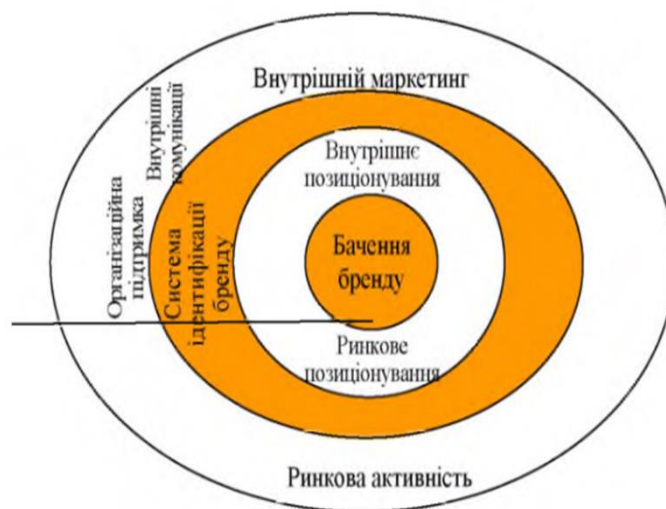 Внутрішній маркетинг
Внутрішні
комунікації
Організаційна
підтримка
Система
ідентифікації
бренду
Внутрішнє
позиціонування
Бачення
бренду
Ринкове
позиціонування
Ринкова активність